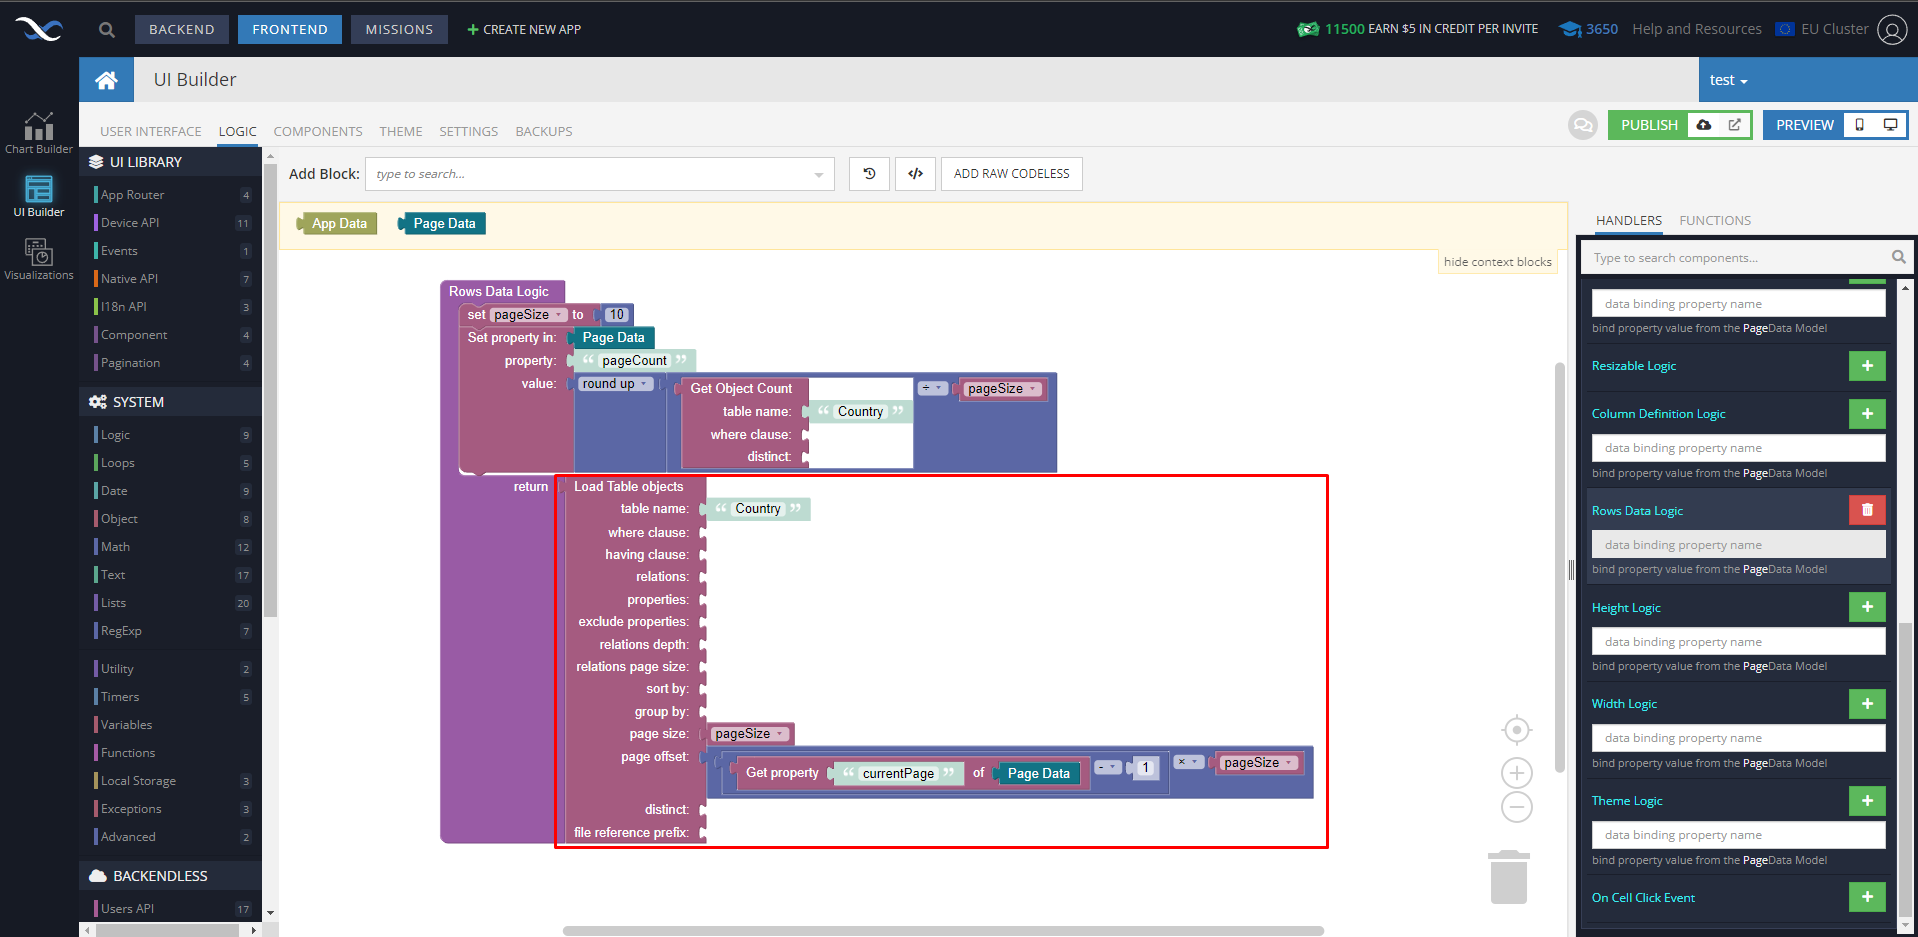 BACKEND FRONTEND MISSIONS + CREATE NEW APP 11500 EARN $5 IN CREDIT PER INVITE 3650 Help and Resources EU Cluster
UI Builder test
USER INTERFACE LOGIC COMPONENTS THEME SETTINGS BACKUPS PUBLISH PREVIEW
Chart Builder
UI Builder
Visualizations
UI LIBRARY
App Router 4
Device API 11
Events 1
Native API 7
I18n API 3
Component 4
Pagination 4
SYSTEM
Logic 9
Loops 5
Date 9
Object 8
Math 12
Text 17
Lists 20
RegExp 7
Utility 2
Timers 5
Variables
Functions
Local Storage 3
Exceptions 3
Advanced 2
BACKENDLESS
Users API 17
Add Block: type to search... </> ADD RAW CODELESS
App Data Page Data
hide context blocks
Rows Data Logic
set pageSize to 10
Set property in: Page Data
property: “ pageCount ”
value: round up Get Object Count ÷ pageSize
table name: “ Country ”
where clause:
distinct:
return Load Table objects
table name: “ Country ”
where clause:
having clause:
relations:
properties:
exclude properties:
relations depth:
relations page size:
sort by:
group by:
page size: pageSize
page offset: Get property “ currentPage ” of Page Data - 1 × pageSize
distinct:
file reference prefix:
HANDLERS FUNCTIONS
Type to search components...
data binding property name
bind property value from the PageData Model
Resizable Logic
Column Definition Logic
data binding property name
bind property value from the PageData Model
Rows Data Logic
data binding property name
bind property value from the PageData Model
Height Logic
data binding property name
bind property value from the PageData Model
Width Logic
data binding property name
bind property value from the PageData Model
Theme Logic
data binding property name
bind property value from the PageData Model
On Cell Click Event